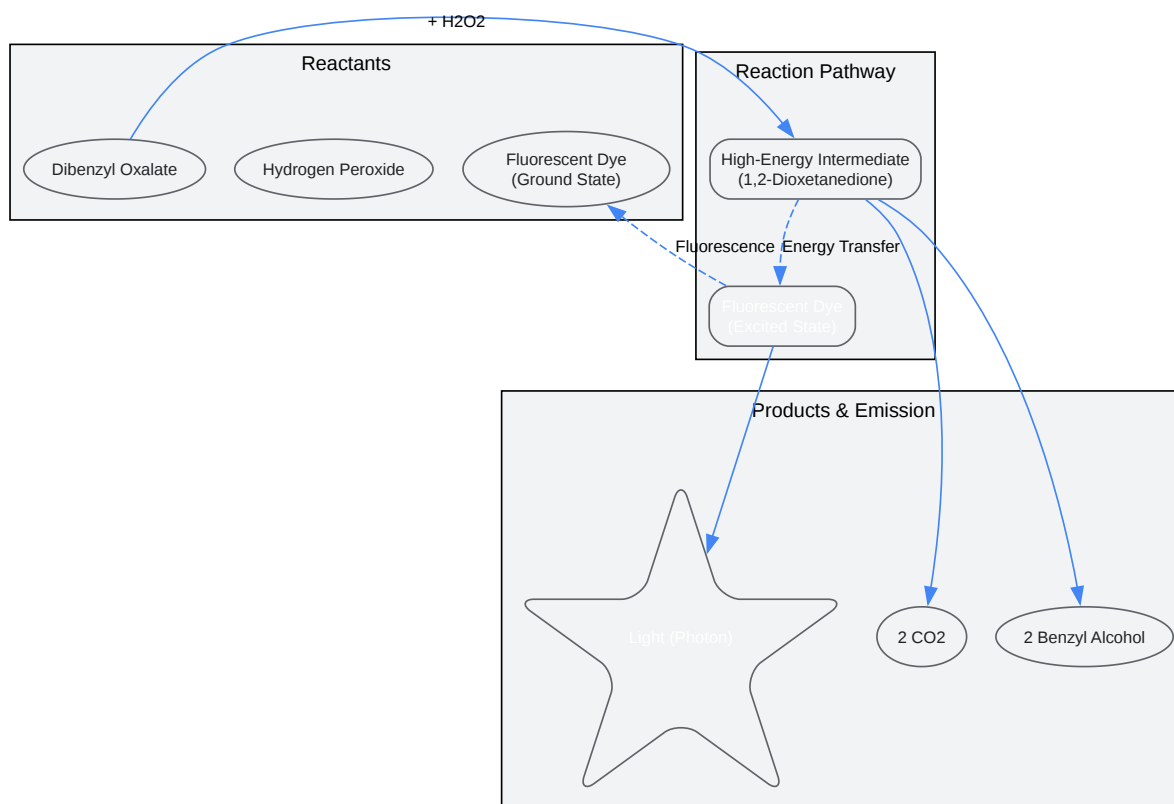 + H2O2
Reactants
Reaction Pathway
Dibenzyl Oxalate
Hydrogen Peroxide
Fluorescent Dye
(Ground State)
High-Energy Intermediate
(1,2-Dioxetanedione)
Fluorescence
Energy Transfer
Fluorescent Dye
(Excited State)
Products & Emission
Light (Photon)
2 CO2
2 Benzyl Alcohol